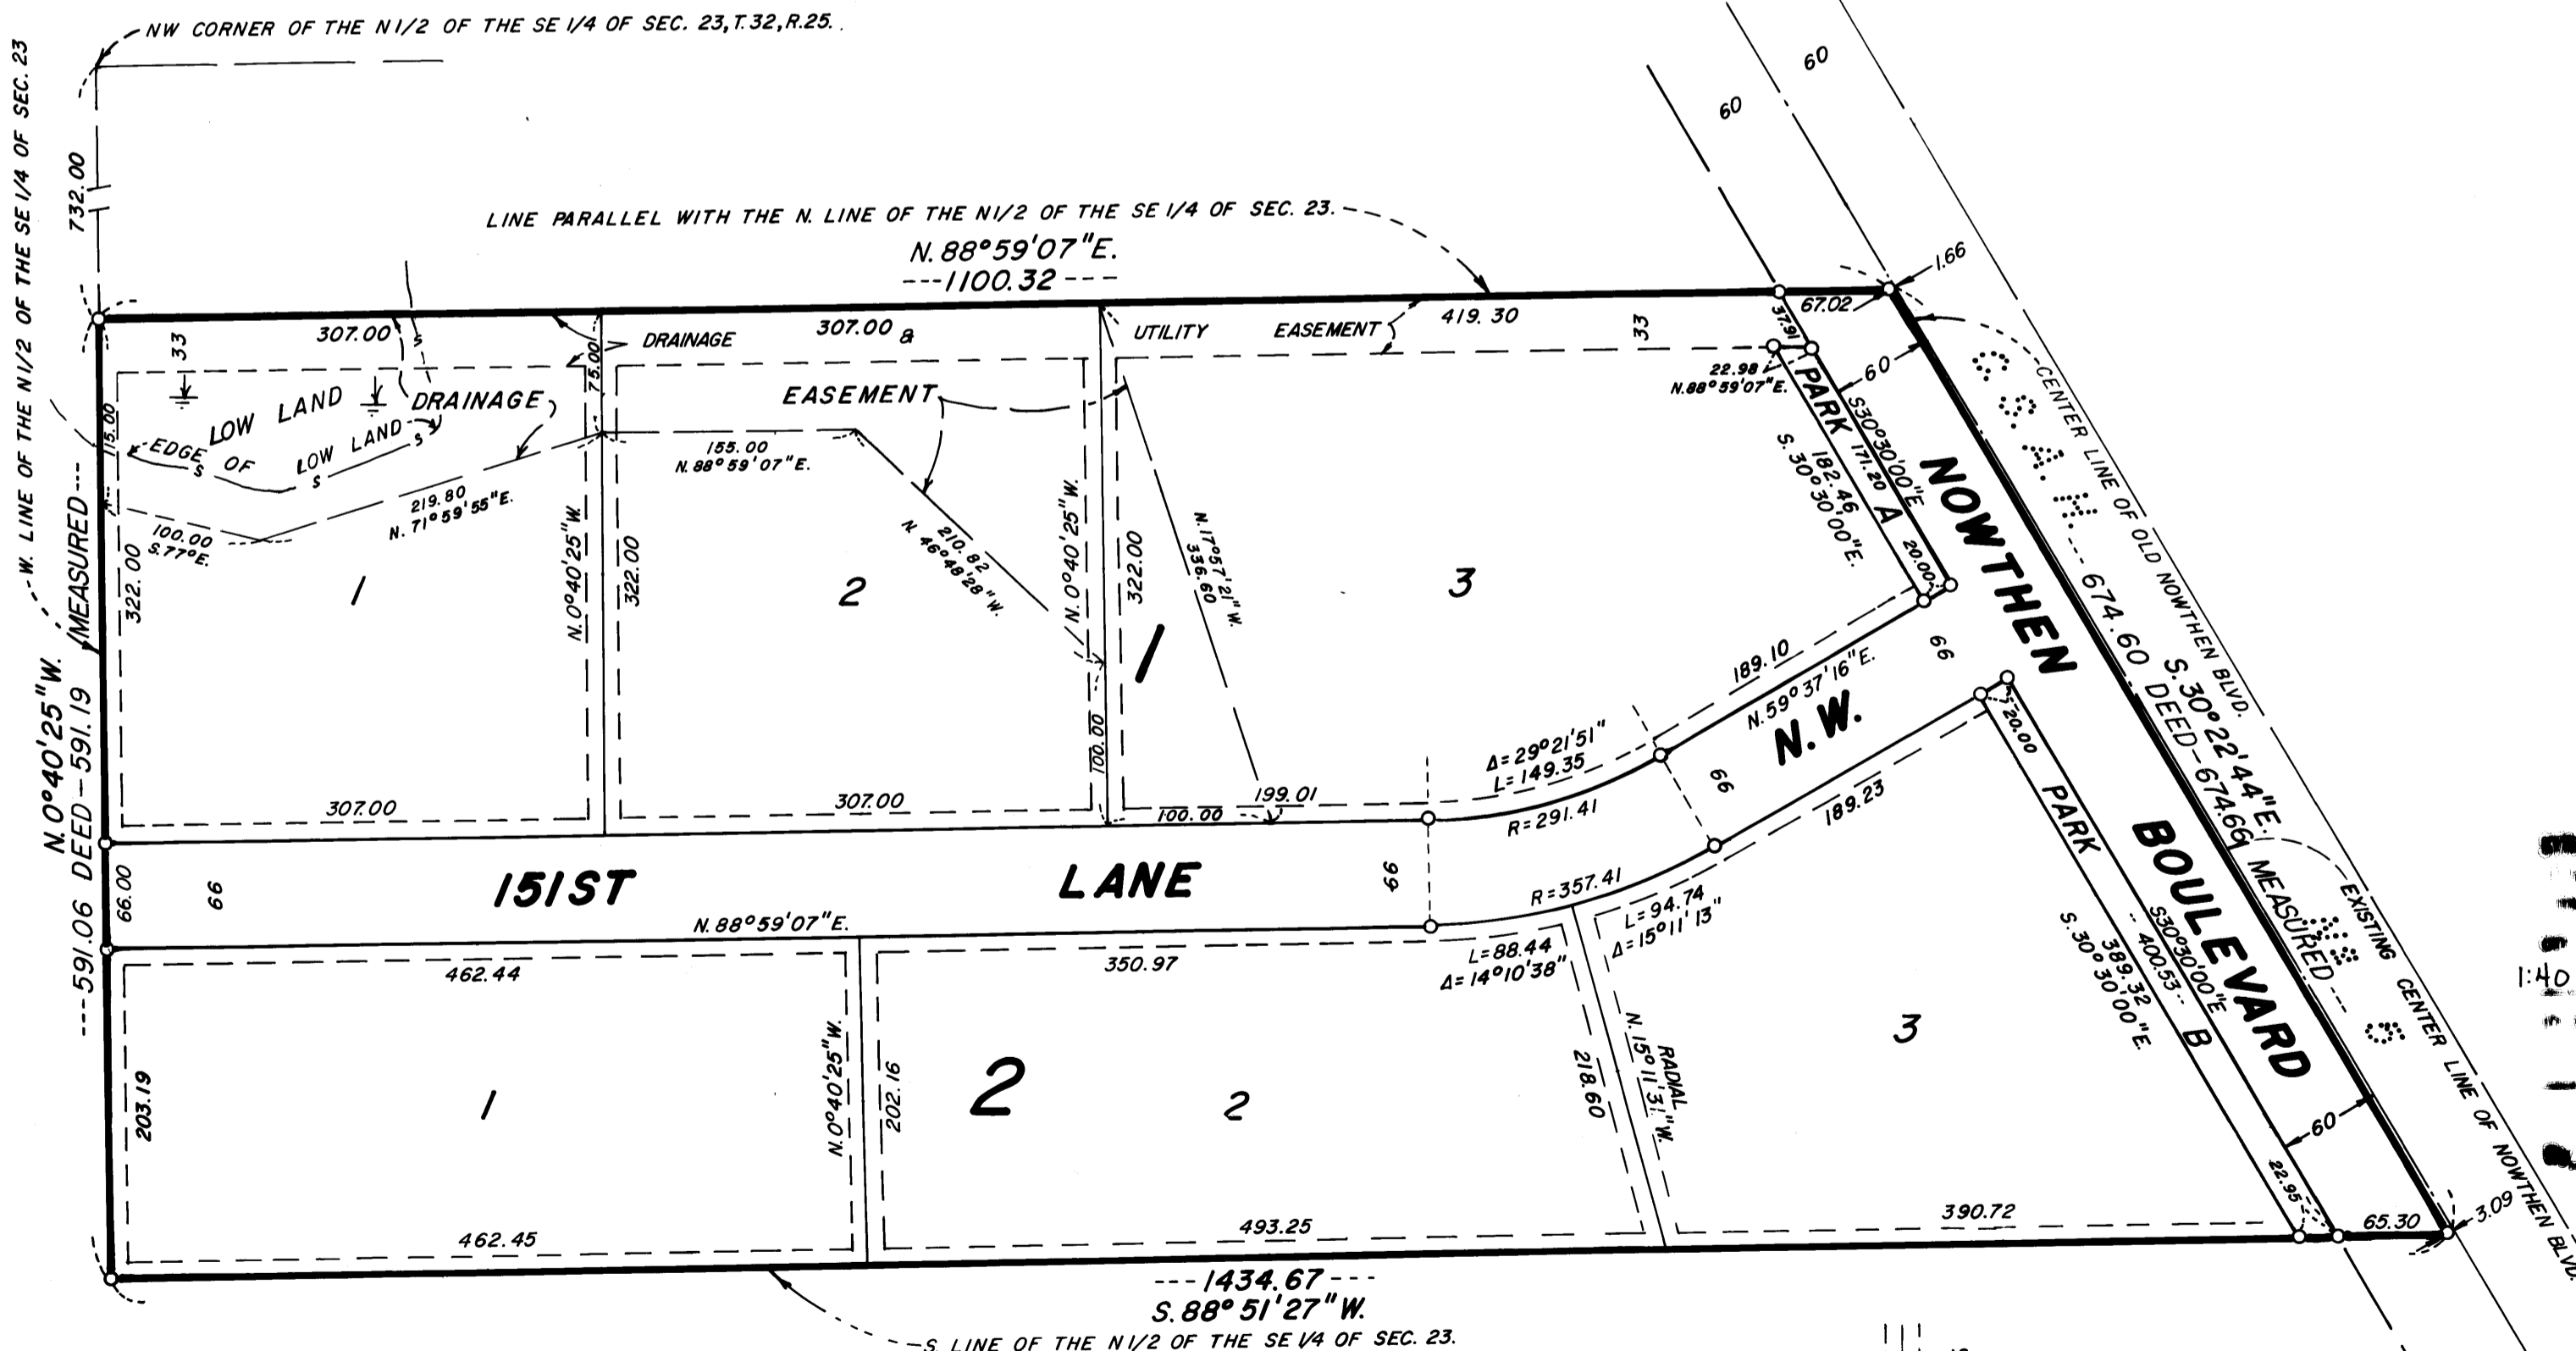 NW CORNER OF THE N1/2 OF THE SE 1/4 OF SEC. 23, T.32, R.25.
W. LINE OF THE N1/2 OF THE SE 1/4 OF SEC. 23
732.00
60
60
LINE PARALLEL WITH THE N. LINE OF THE N1/2 OF THE SE 1/4 OF SEC. 23.
N. 88°59'07"E.
---1100.32---
1.66
67.02
37.91
33
307.00
S
75.00
DRAINAGE
307.00
&
UTILITY
EASEMENT
419.30
33
22.98
N.88°59'07"E.
60
LOW LAND
DRAINAGE
EASEMENT
115.00
EDGE OF LOW LAND
S
S
S
155.00
N. 88°59'07"E.
219.80
N. 71°59'55"E.
100.00
S.77°E.
210.82
N. 46°48'28"W.
N.17°57'21"W.
336.60
PARK A
171.20
S30°30'00"E
182.46
S. 30°30'00"E.
20.00
CENTER LINE OF OLD NOWTHEN BLVD.
C.S.A.H.
NO. 5
NOWTHEN
BOULEVARD
---674.60 DEED-674.66 MEASURED---
S. 30°22'44"E.
EXISTING CENTER LINE OF NOWTHEN BLVD.
N.0°40'25"W.
---591.06 DEED-591.19 MEASURED---
322.00
1
N.0°40'25"W.
322.00
2
N.0°40'25"W.
322.00
1
3
100.00
307.00
307.00
199.01
100.00
Δ=29°21'51"
L=149.35
R=291.41
189.10
N.59°37'16"E.
66
N.W.
66
189.23
20.00
PARK B
S30°30'00"E
--400.53--
389.32
S. 30°30'00"E.
66.00
66
151ST
LANE
66
N.88°59'07"E.
R=357.41
L=94.74
Δ=15°11'13"
462.44
350.97
L=88.44
Δ=14°10'38"
203.19
1
N.0°40'25"W.
202.16
2
2
218.60
N. 15°11'31"W.
RADIAL
3
60
22.95
65.30
3.09
462.45
493.25
390.72
---1434.67---
S. 88°51'27"W.
S. LINE OF THE N1/2 OF THE SE 1/4 OF SEC. 23.
1:40